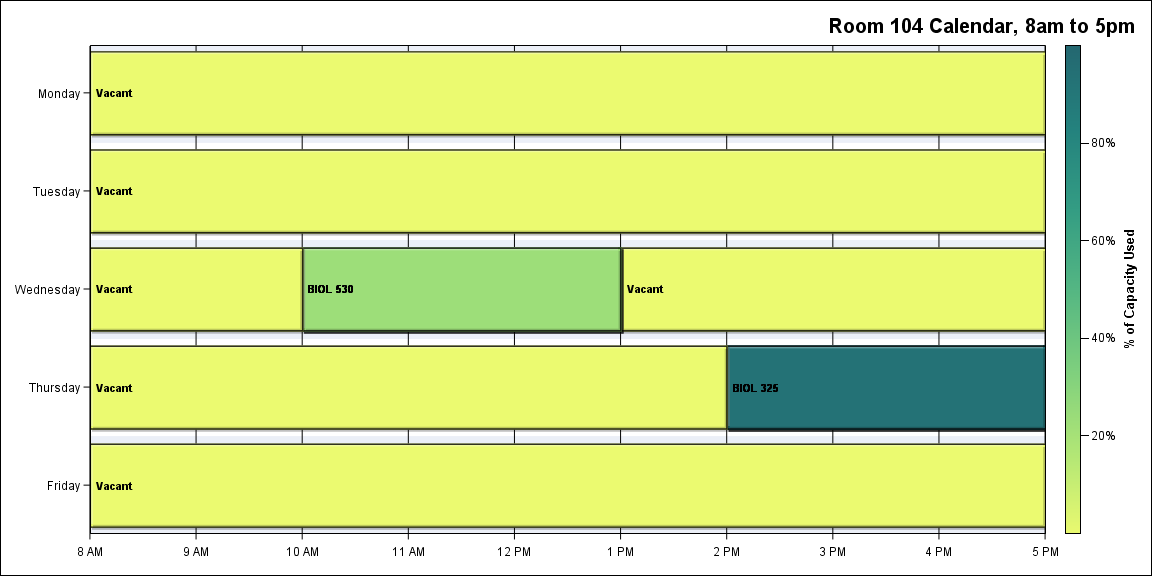 Room 104 Calendar, 8am to 5pm
Monday
Vacant
80%
Tuesday
Vacant
60%
Wednesday
Vacant
BIOL 530
Vacant
% of Capacity Used
40%
Thursday
Vacant
BIOL 325
20%
Friday
Vacant
8 AM 9 AM 10 AM 11 AM 12 PM 1 PM 2 PM 3 PM 4 PM 5 PM